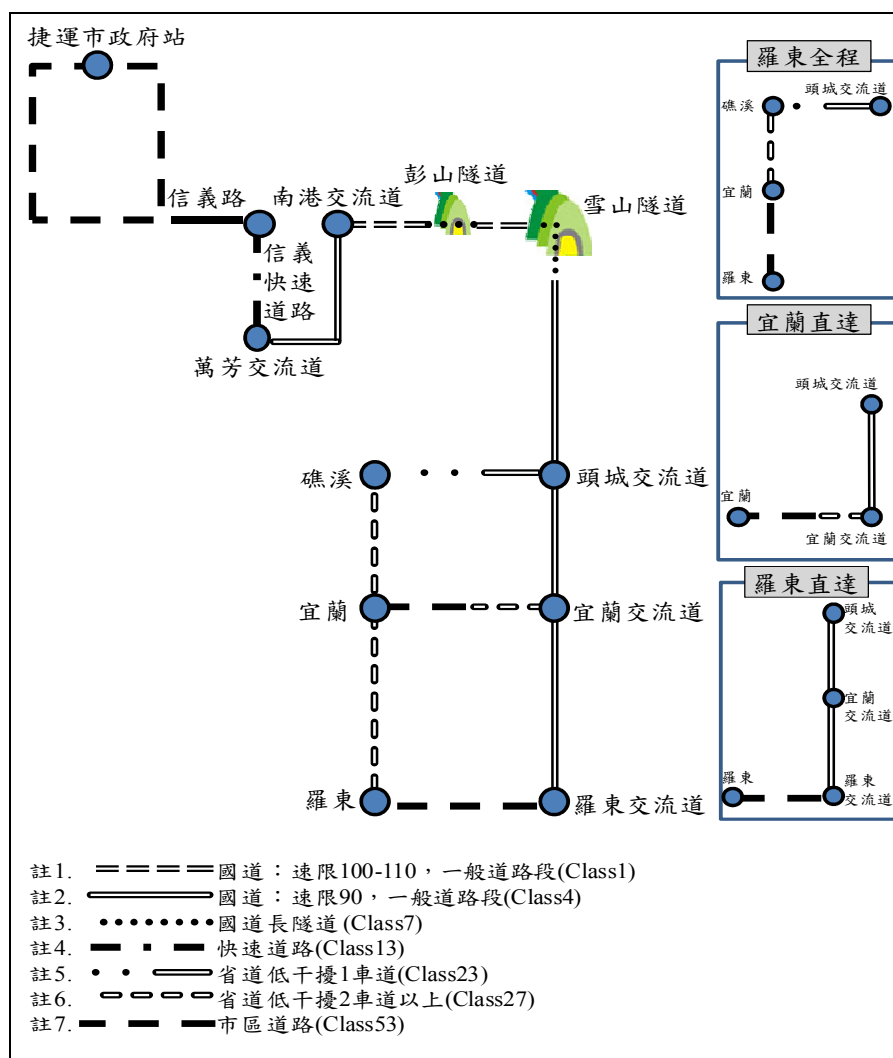 捷運市政府站
信義路
南港交流道
彭山隧道
雪山隧道
信義
快速
道路
萬芳交流道
礁溪
頭城交流道
宜蘭
宜蘭交流道
羅東
羅東交流道
羅東全程
頭城交流道
礁溪
宜蘭
羅東
宜蘭直達
頭城交流道
宜蘭
宜蘭交流道
羅東直達
頭城
交流道
宜蘭
交流道
羅東
羅東
交流道
註1. 國道：速限100-110，一般道路段(Class1)
註2. 國道：速限90，一般道路段(Class4)
註3. 國道長隧道(Class7)
註4. 快速道路(Class13)
註5. 省道低干擾1車道(Class23)
註6. 省道低干擾2車道以上(Class27)
註7. 市區道路(Class53)